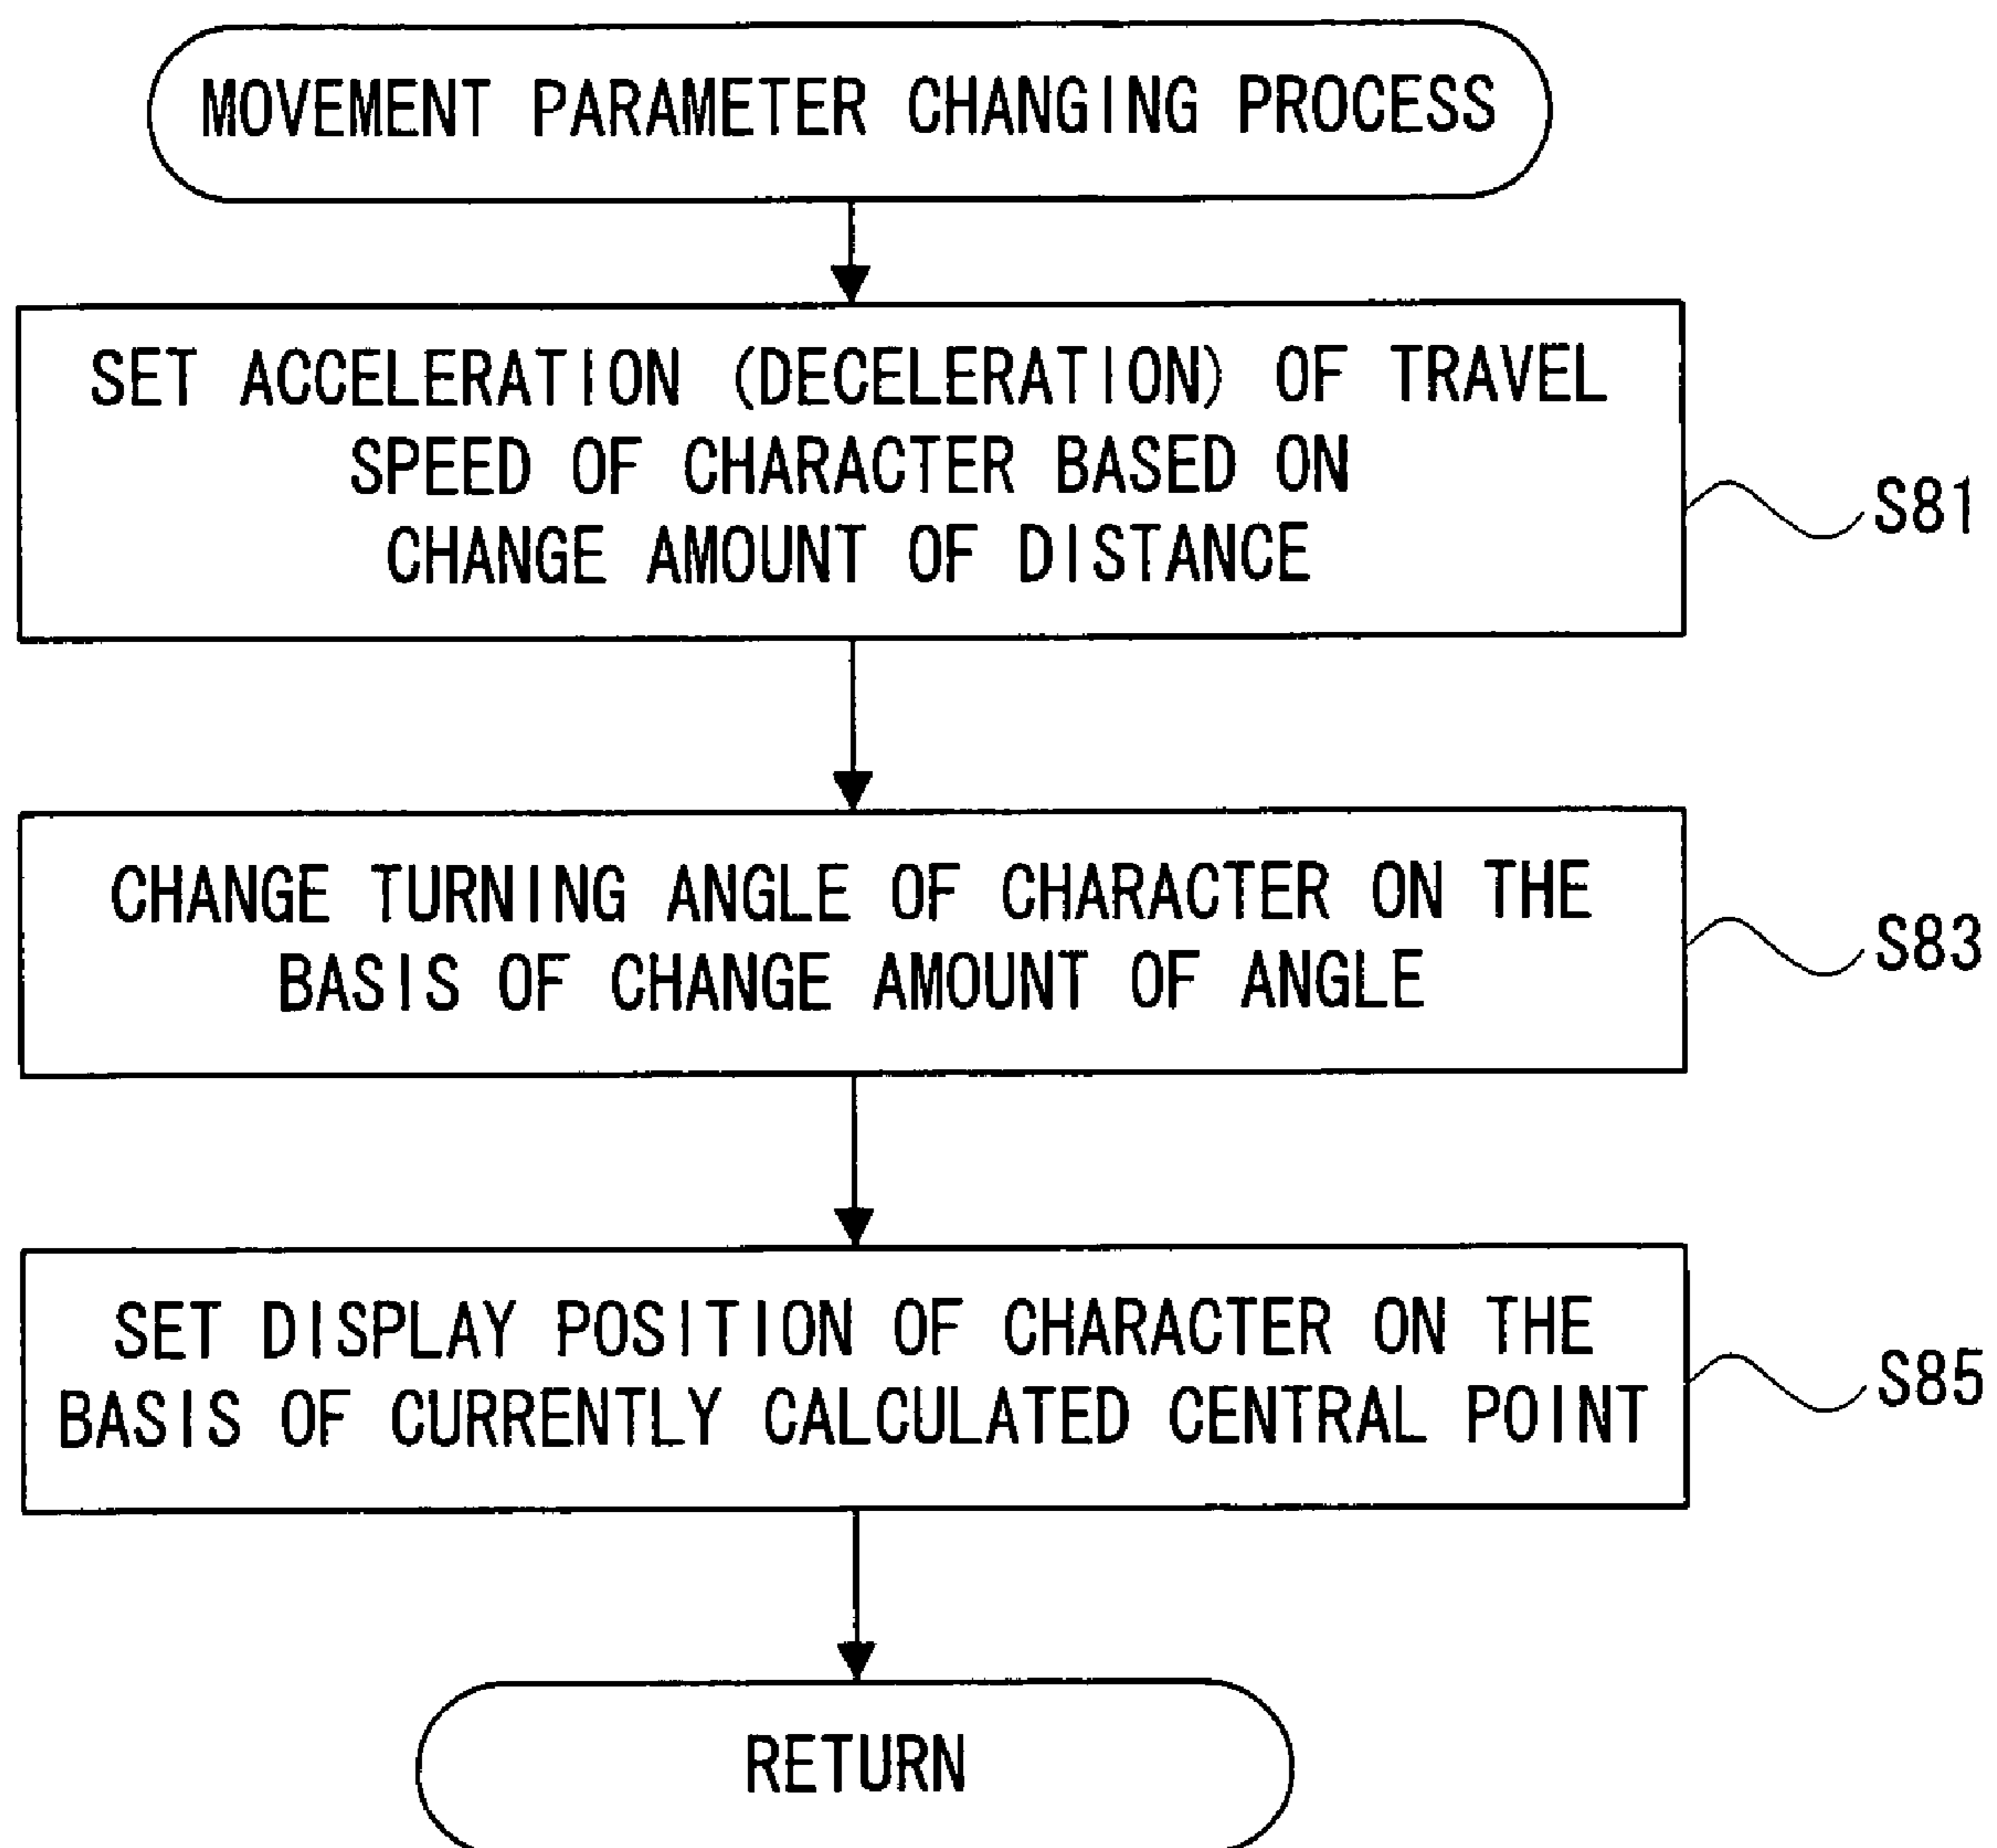 MOVEMENT PARAMETER CHANGING PROCESS
SET ACCELERATION (DECELERATION) OF TRAVEL
SPEED OF CHARACTER BASED ON
CHANGE AMOUNT OF DISTANCE
S81
CHANGE TURNING ANGLE OF CHARACTER ON THE
BASIS OF CHANGE AMOUNT OF ANGLE
S83
SET DISPLAY POSITION OF CHARACTER ON THE
BASIS OF CURRENTLY CALCULATED CENTRAL POINT
S85
RETURN